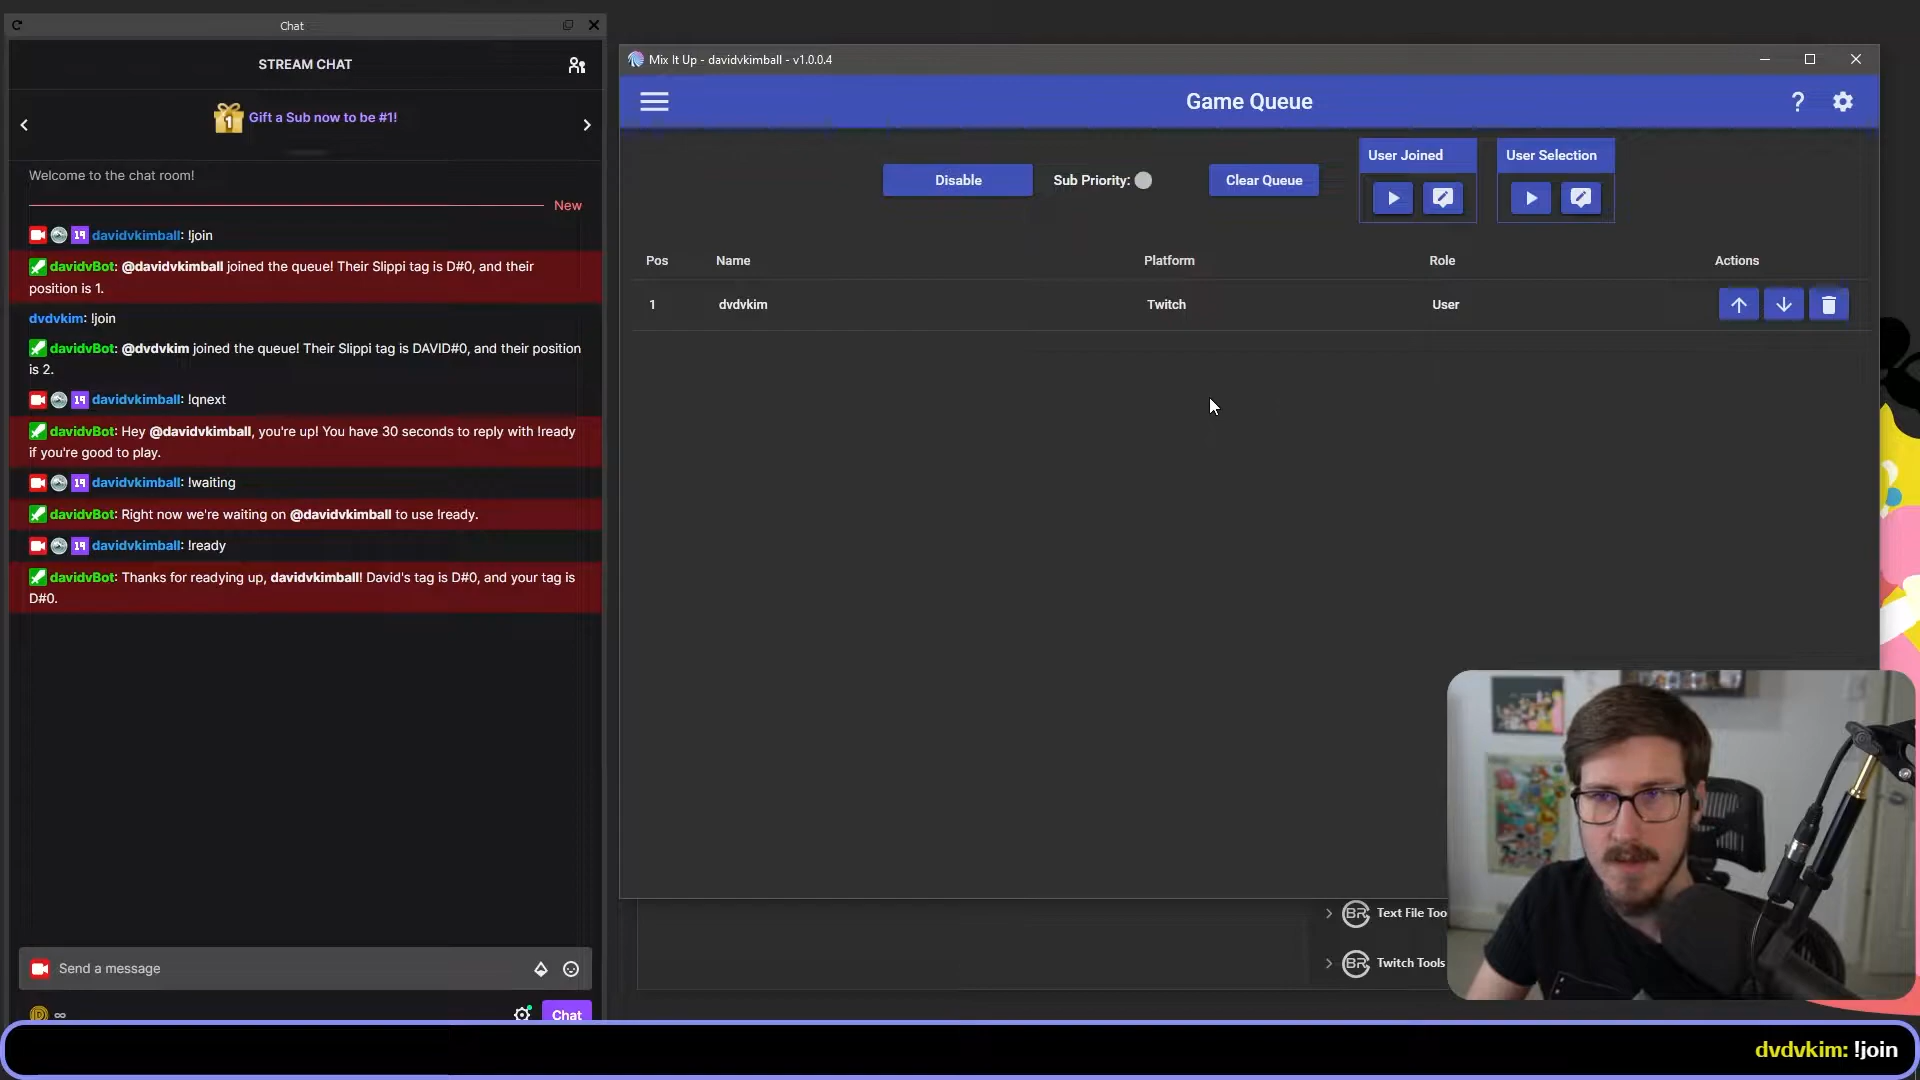 Chat
STREAM CHAT
1
Gift a Sub now to be #1!
Welcome to the chat room!
New
19 davidvkimball: !join
davidvBot: @davidvkimball joined the queue! Their Slippi tag is D#0, and their
position is 1.
dvdvkim: !join
davidvBot: @dvdvkim joined the queue! Their Slippi tag is DAVID#0, and their position
is 2.
19 davidvkimball: !qnext
davidvBot: Hey @davidvkimball, you're up! You have 30 seconds to reply with !ready
if you're good to play.
19 davidvkimball: !waiting
davidvBot: Right now we're waiting on @davidvkimball to use !ready.
19 davidvkimball: !ready
davidvBot: Thanks for readying up, davidvkimball! David's tag is D#0, and your tag is
D#0.
Send a message
∞
Chat
Mix It Up - davidvkimball - v1.0.0.4
Game Queue
?
Disable
Sub Priority:
Clear Queue
User Joined
User Selection
Pos Name Platform Role Actions
1 dvdvkim Twitch User
BR Text File Too
BR Twitch Tools
dvdvkim: !join